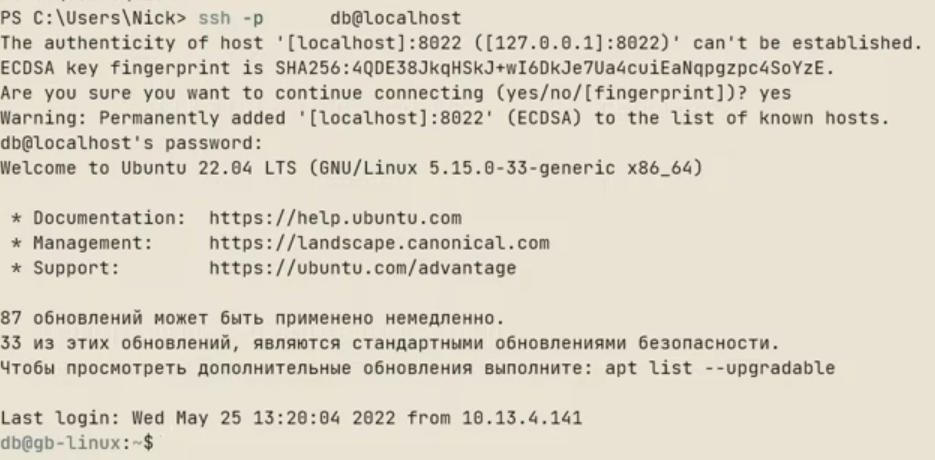 PS C:\Users\Nick> ssh -p db@localhost
The authenticity of host '[localhost]:8022 ([127.0.0.1]:8022)' can't be established.
ECDSA key fingerprint is SHA256:4QDE38JkqHSkJ+wI6DkJe7Ua4cuiEaNqpgzpc4SoYzE.
Are you sure you want to continue connecting (yes/no/[fingerprint])? yes
Warning: Permanently added '[localhost]:8022' (ECDSA) to the list of known hosts.
db@localhost's password:
Welcome to Ubuntu 22.04 LTS (GNU/Linux 5.15.0-33-generic x86_64)
* Documentation: https://help.ubuntu.com
* Management: https://landscape.canonical.com
* Support: https://ubuntu.com/advantage
87 обновлений может быть применено немедленно.
33 из этих обновлений, являются стандартными обновлениями безопасности.
Чтобы просмотреть дополнительные обновления выполните: apt list --upgradable
Last login: Wed May 25 13:20:04 2022 from 10.13.4.141
db@gb-linux:~$